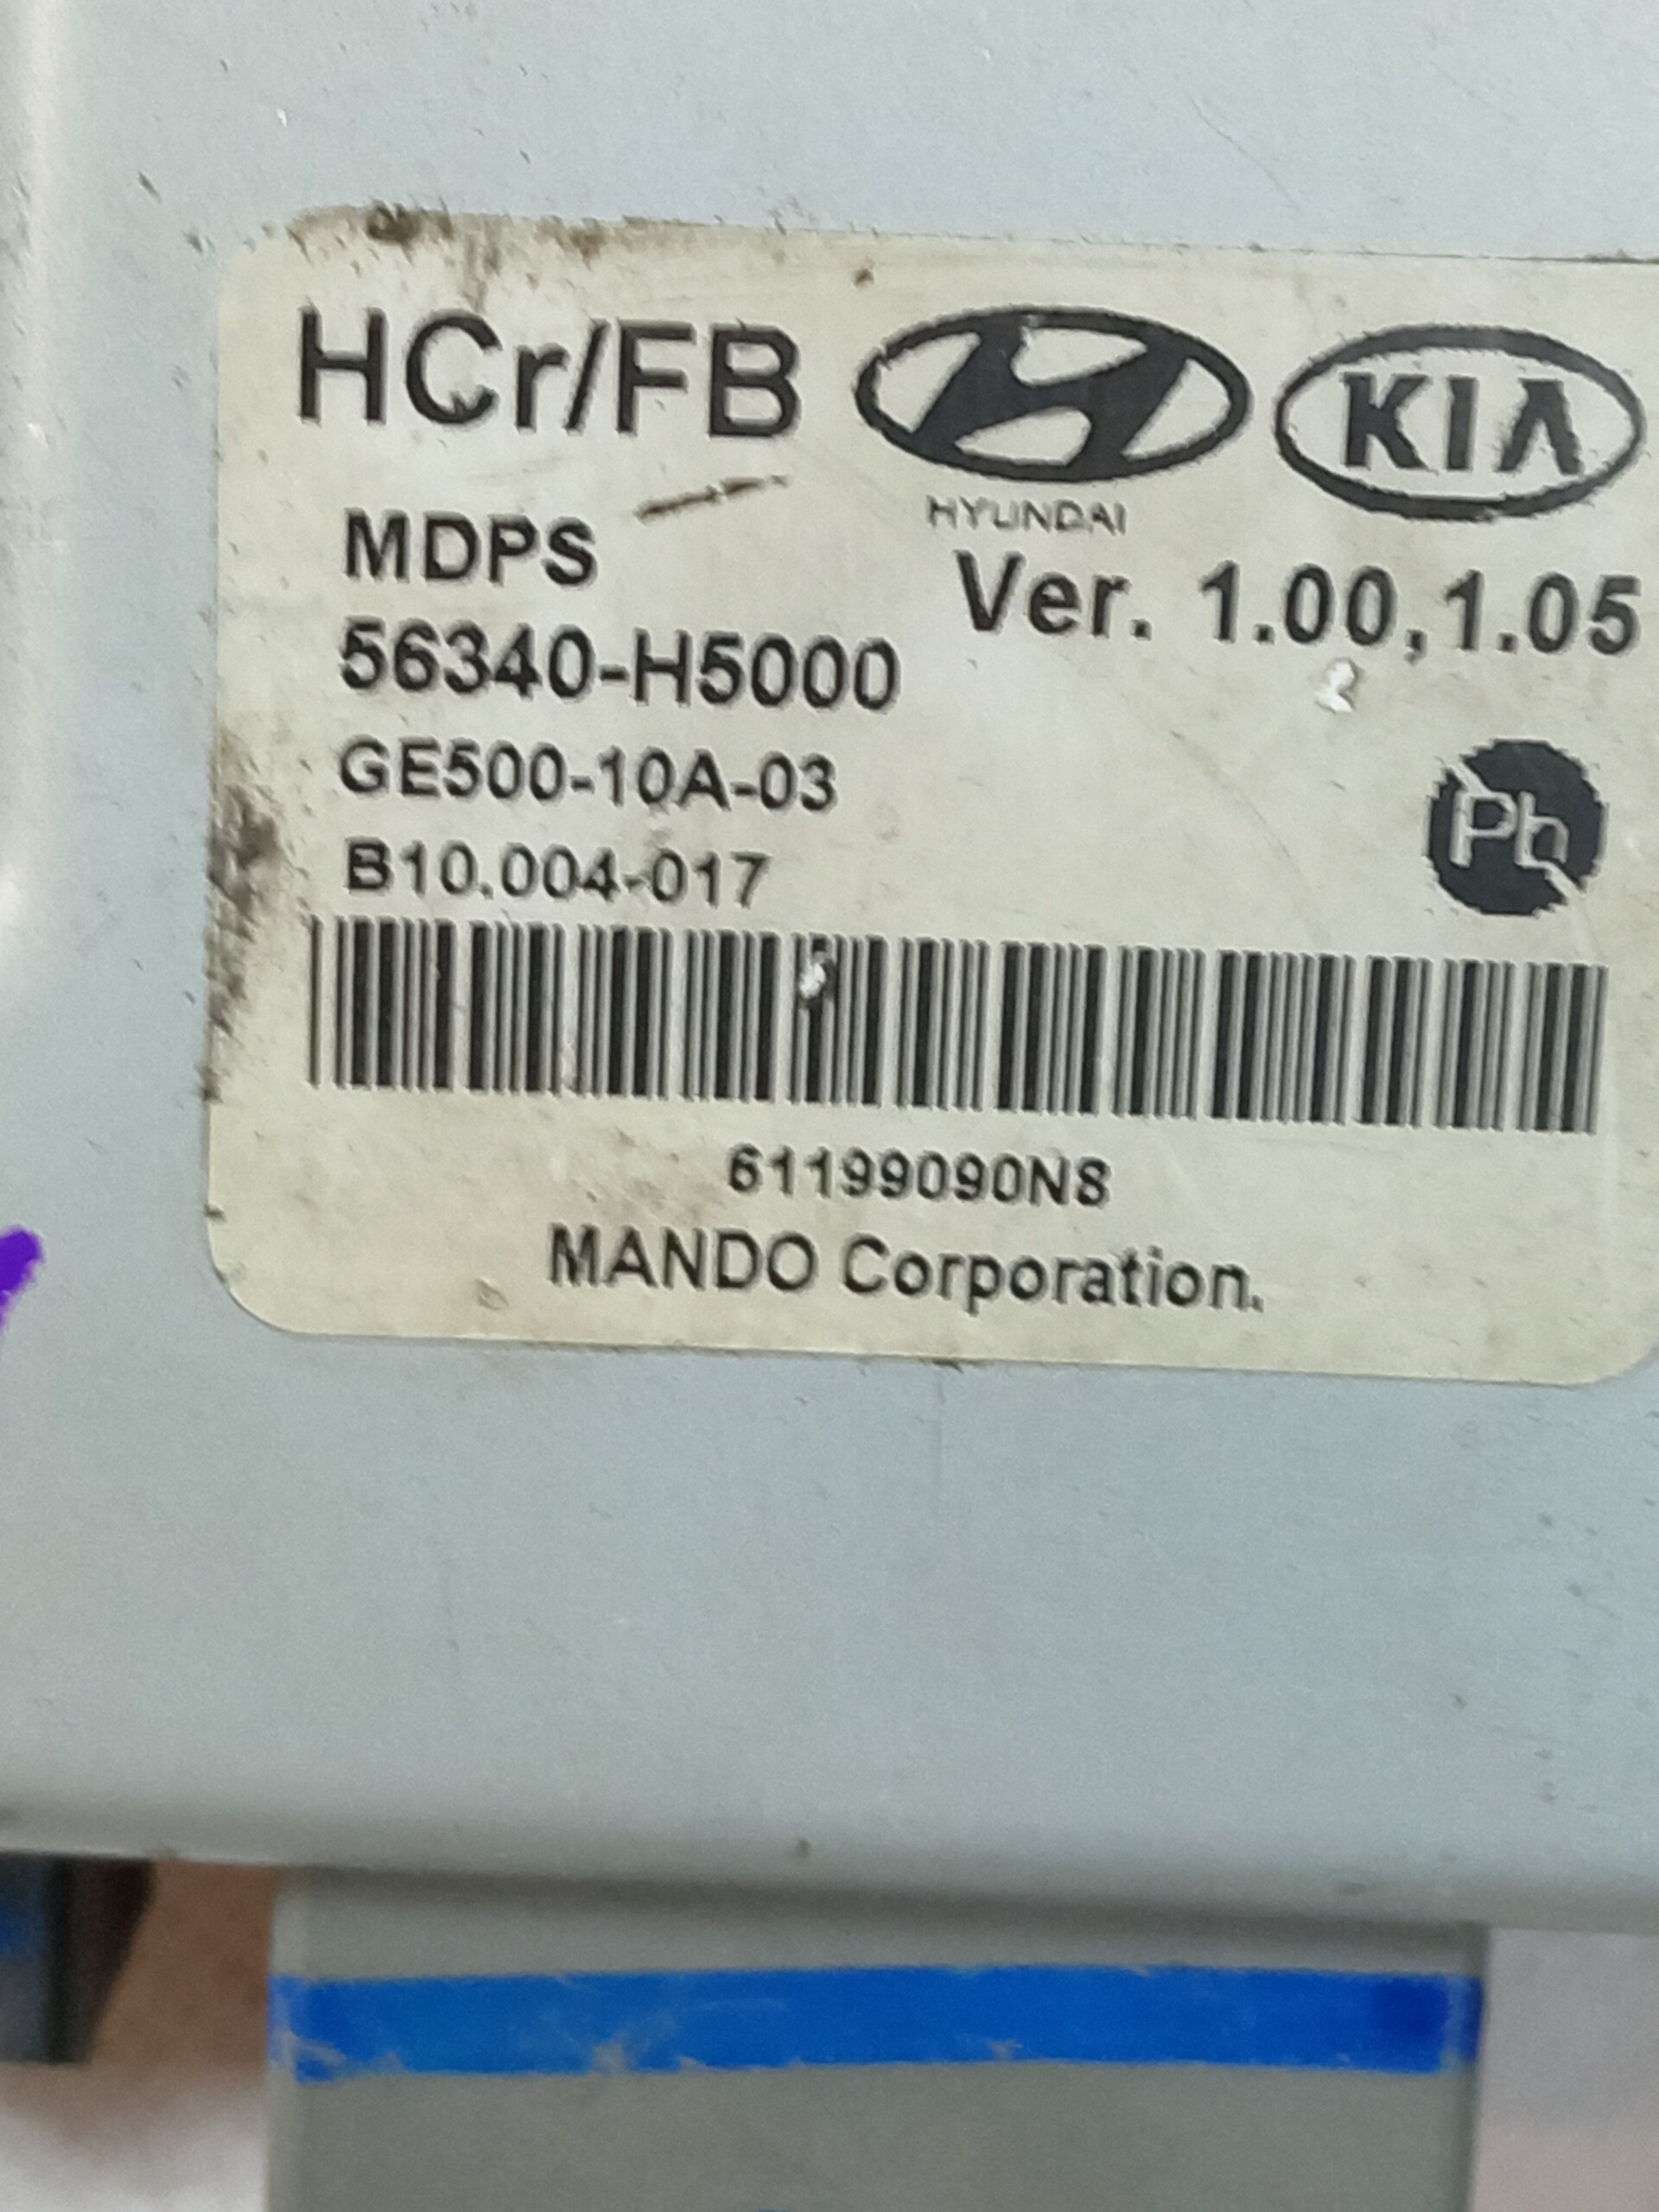 HCr/FB
HYUNDAI
KIA
MDPS
Ver. 1.00,1.05
56340-H5000
GE500-10A-03
B10.004-017
Pb
61199090N8
MANDO Corporation.